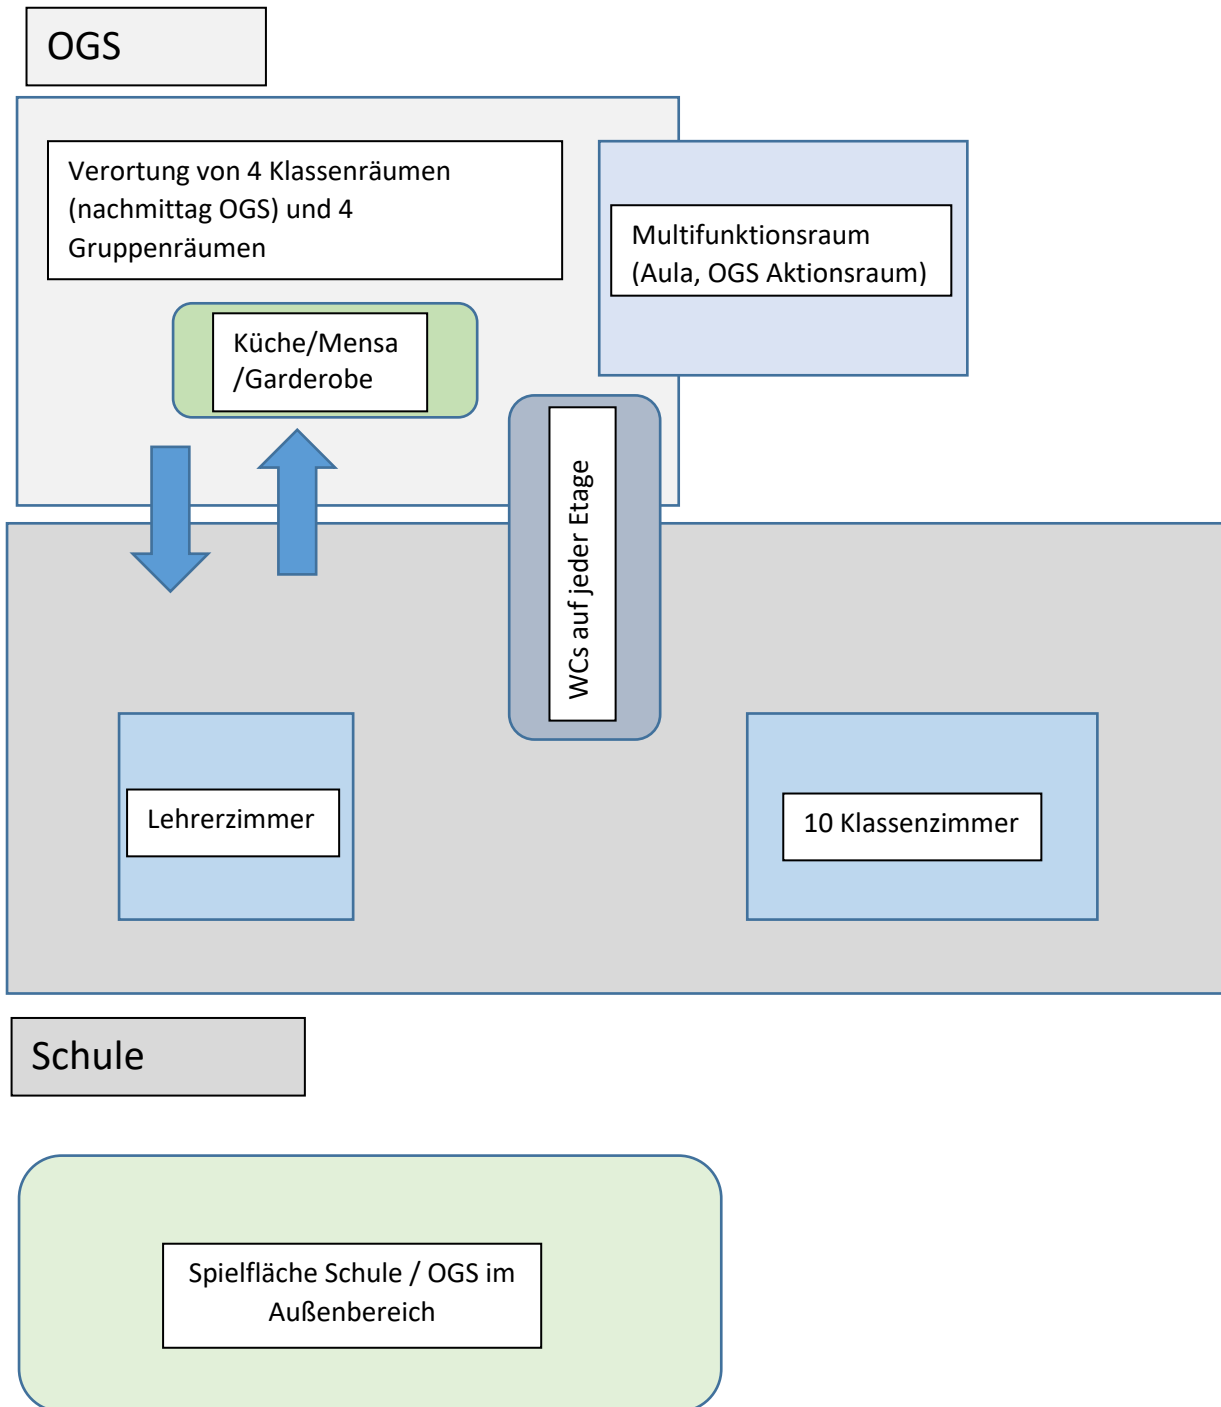 OGS
Verortung von 4 Klassenräumen
(nachmittag OGS) und 4
Gruppenräumen
Multifunktionsraum
(Aula, OGS Aktionsraum)
Küche/Mensa
/Garderobe
WCs auf jeder Etage
Lehrerzimmer
10 Klassenzimmer
Schule
Spielfläche Schule / OGS im
Außenbereich